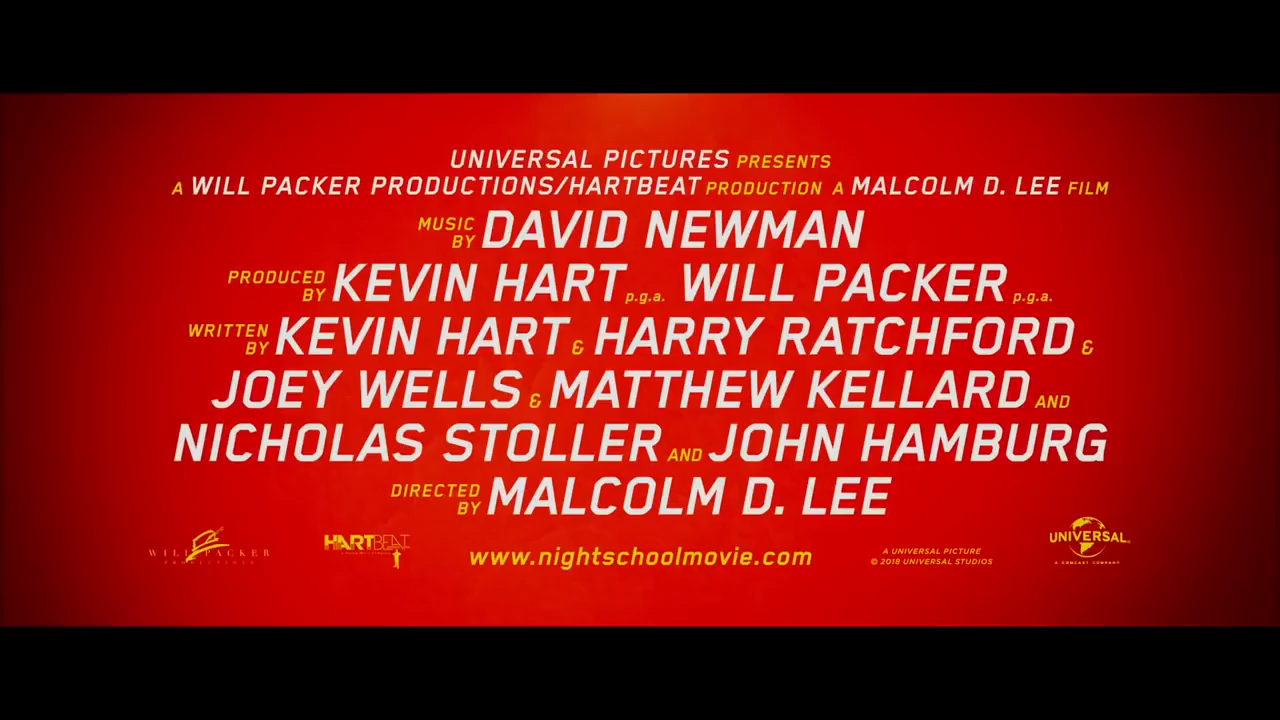 UNIVERSAL PICTURES PRESENTS
A WILL PACKER PRODUCTIONS/HARTBEAT PRODUCTION A MALCOLM D. LEE FILM
MUSIC BY DAVID NEWMAN
PRODUCED BY KEVIN HART p.g.a. WILL PACKER p.g.a.
WRITTEN BY KEVIN HART & HARRY RATCHFORD &
JOEY WELLS & MATTHEW KELLARD AND
NICHOLAS STOLLER AND JOHN HAMBURG
DIRECTED BY MALCOLM D. LEE
WILL PACKER
PRODUCTIONS
HARTBEAT
www.nightschoolmovie.com
A UNIVERSAL PICTURE
© 2018 UNIVERSAL STUDIOS
UNIVERSAL
A COMCAST COMPANY